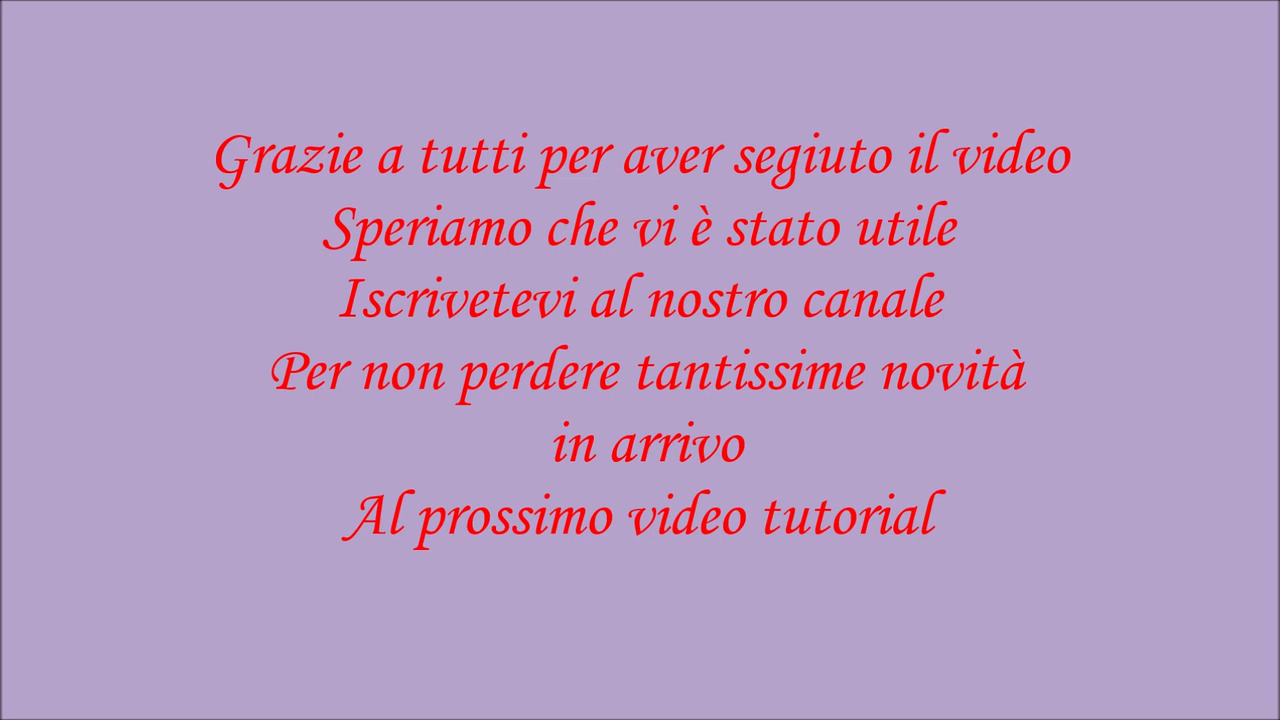 Grazie a tutti per aver segiuto il video
Speriamo che vi è stato utile
Iscrivetevi al nostro canale
Per non perdere tantissime novità
in arrivo
Al prossimo video tutorial